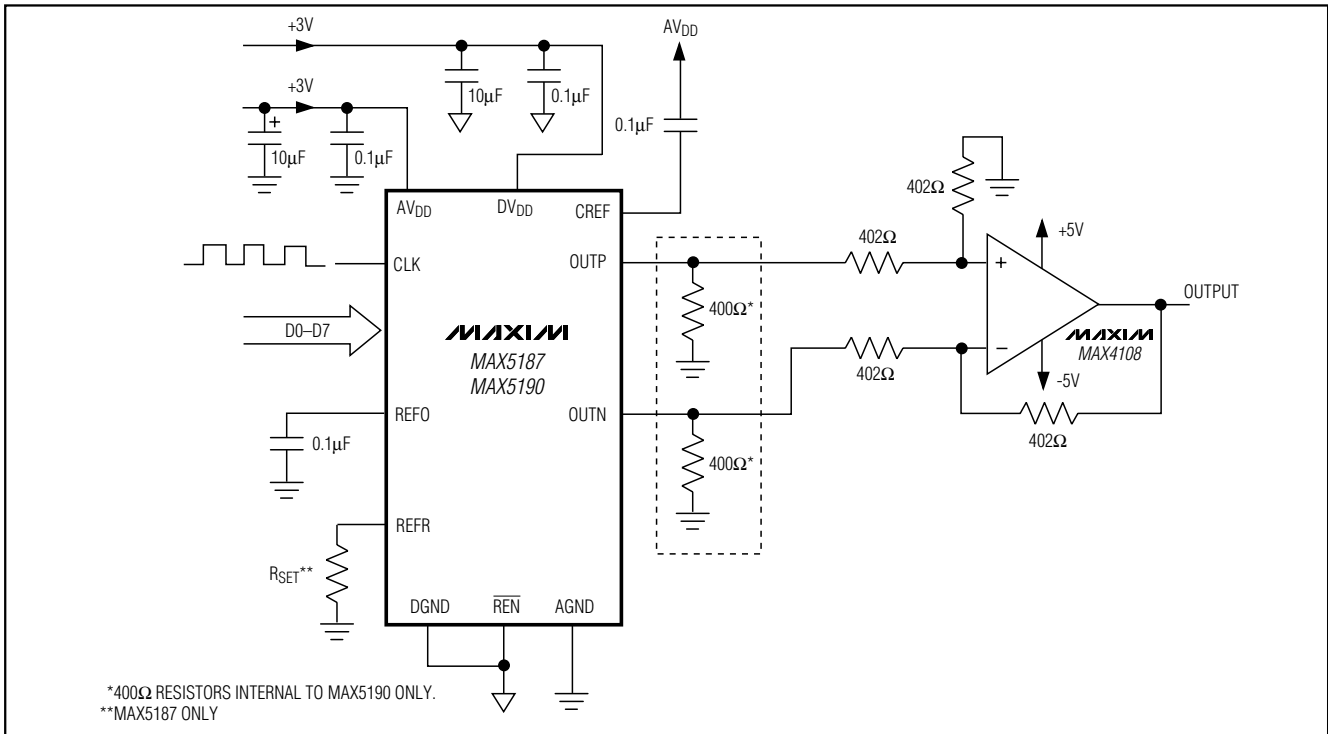 +3V
AVDD
+3V
10µF
0.1µF
0.1µF
+
10µF
0.1µF
402Ω
AVDD
DVDD
CREF
+5V
402Ω
CLK
OUTP
+
OUTPUT
400Ω*
D0–D7
MAXIM
MAX5187
MAX5190
MAXIM
MAX4108
−
402Ω
-5V
REFO
OUTN
402Ω
0.1µF
400Ω*
REFR
RSET**
DGND
REN
AGND
*400Ω RESISTORS INTERNAL TO MAX5190 ONLY.
**MAX5187 ONLY